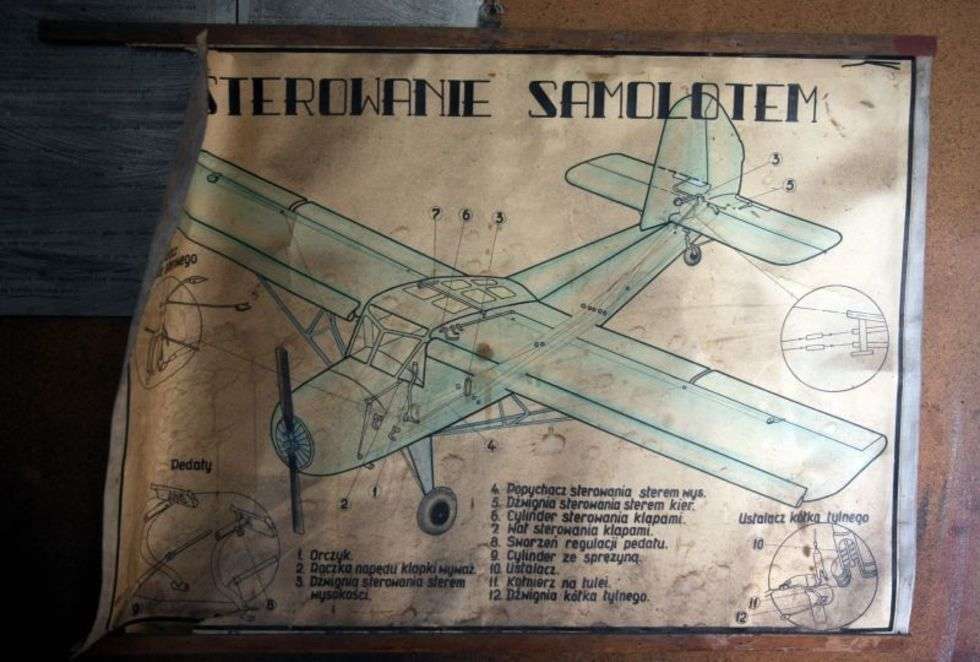 STEROWANIE SAMOLOTEM
3
5
7 6 3
4
Pedały
2 1
9 8
1. Orczyk.
2. Rączka napędu klapki wyważ.
3. Dźwignia sterowania sterem
wysokości.
4. Popychacz sterowania sterem wys.
5. Dźwignia sterowania sterem kier.
6. Cylinder sterowania klapami.
7. Wał sterowania klapami.
8. Sworzeń regulacji pedału.
9. Cylinder ze sprężyną.
10. Ustalacz.
11. Kołnierz na tulei.
12. Dźwignia kółka tylnego.
Ustalacz kółka tylnego
10
11
12